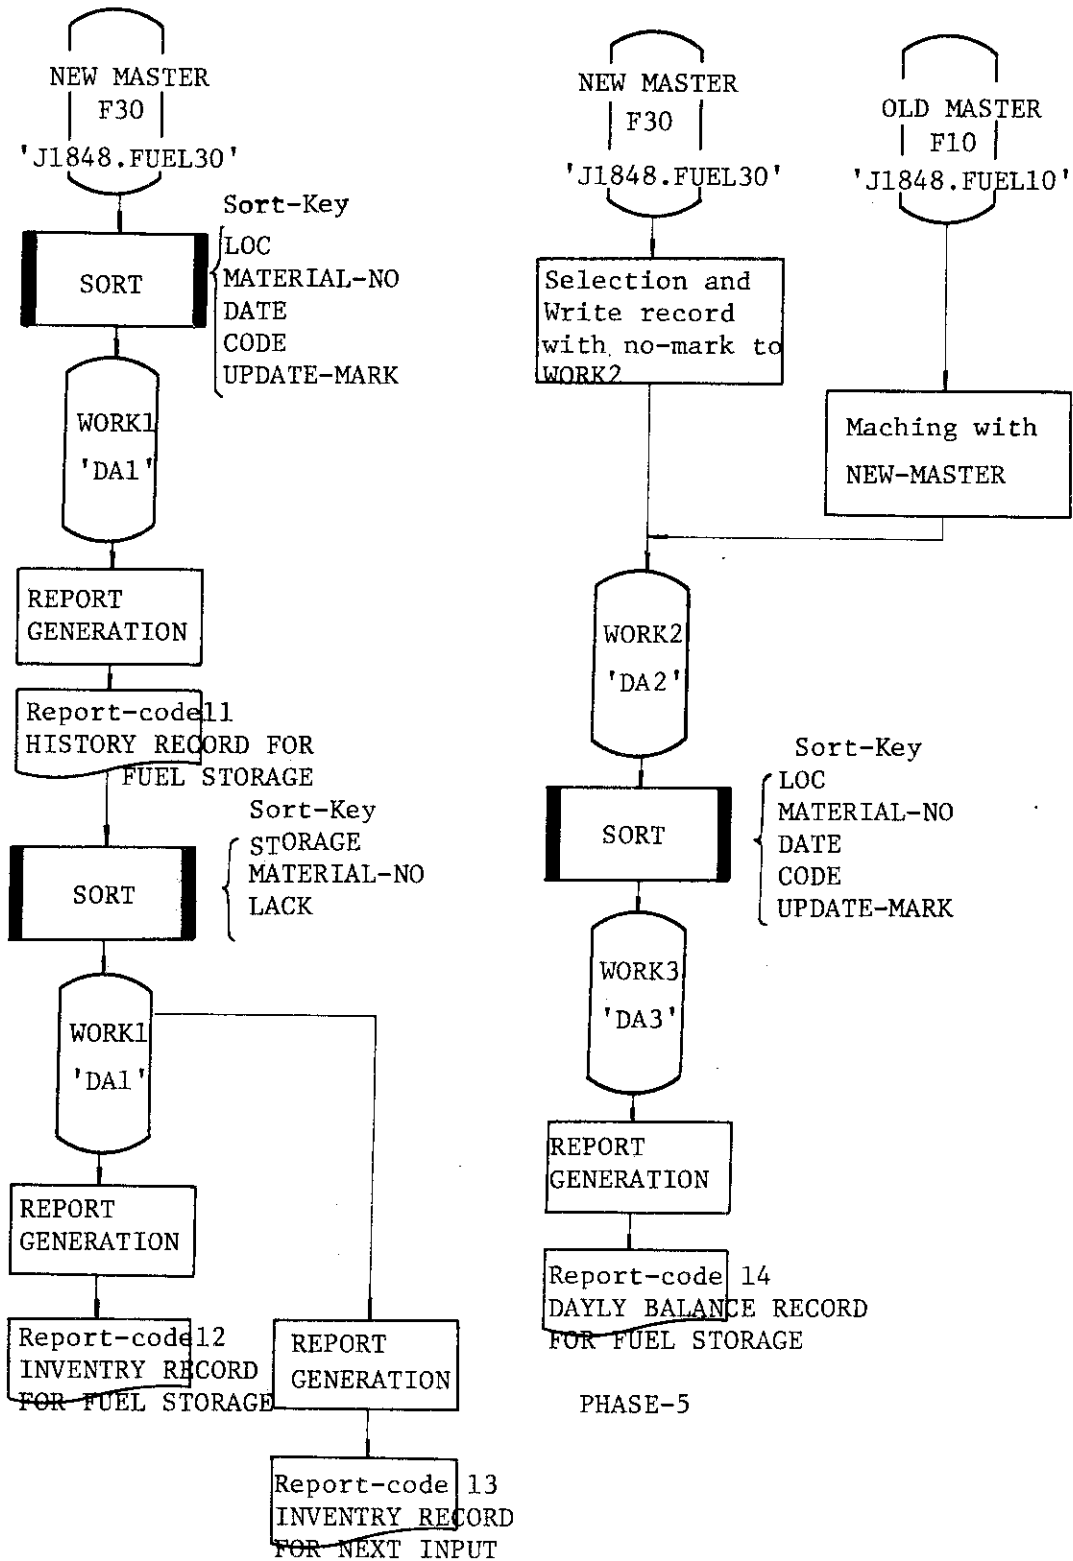 NEW MASTER
F30
'J1848.FUEL30'
Sort-Key
LOC
MATERIAL-NO
DATE
CODE
UPDATE-MARK
SORT
WORK1
'DA1'
REPORT
GENERATION
Report-code11
HISTORY RECORD FOR
FUEL STORAGE
Sort-Key
STORAGE
MATERIAL-NO
LACK
SORT
WORK1
'DA1'
REPORT
GENERATION
Report-code12
INVENTRY RECORD
FOR FUEL STORAGE
REPORT
GENERATION
Report-code 13
INVENTRY RECORD
FOR NEXT INPUT
NEW MASTER
F30
'J1848.FUEL30'
OLD MASTER
F10
'J1848.FUEL10'
Selection and
Write record
with no-mark to
WORK2
Maching with
NEW-MASTER
WORK2
'DA2'
Sort-Key
LOC
MATERIAL-NO
DATE
CODE
UPDATE-MARK
SORT
WORK3
'DA3'
REPORT
GENERATION
Report-code 14
DAYLY BALANCE RECORD
FOR FUEL STORAGE
PHASE-5